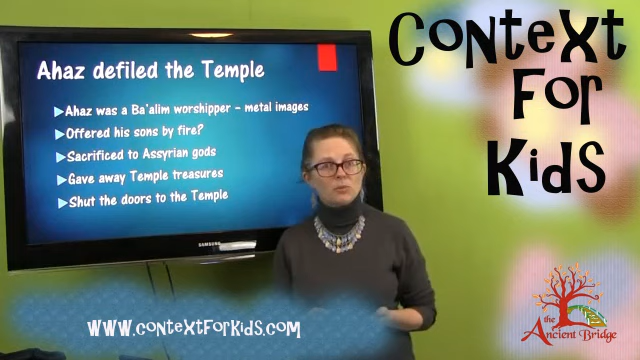 Ahaz defiled the Temple
Ahaz was a Ba'alim worshipper – metal images
Offered his sons by fire?
Sacrificed to Assyrian gods
Gave away Temple treasures
Shut the doors to the Temple
SAMSUNG
Context
For
Kids
www.contextforkids.com
the
Ancient Bridge